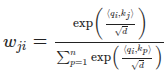 w_{ji} = \frac{\exp\left(\frac{\langle q_i, k_j \rangle}{\sqrt{d}}\right)}{\sum_{p=1}^{n} \exp\left(\frac{\langle q_i, k_p \rangle}{\sqrt{d}}\right)}